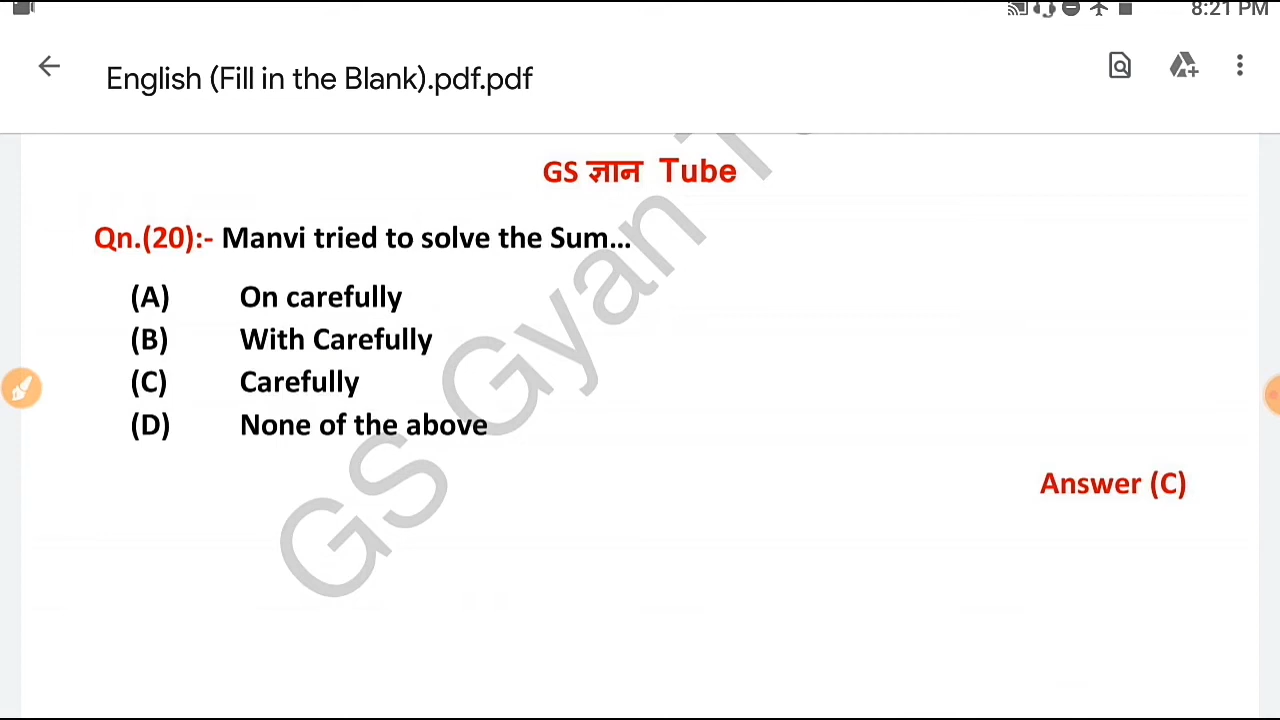 8:21 PM
English (Fill in the Blank).pdf.pdf
GS ज्ञान Tube
Qn.(20):- Manvi tried to solve the Sum...
(A) On carefully
(B) With Carefully
(C) Carefully
(D) None of the above
Answer (C)
GS Gyan T